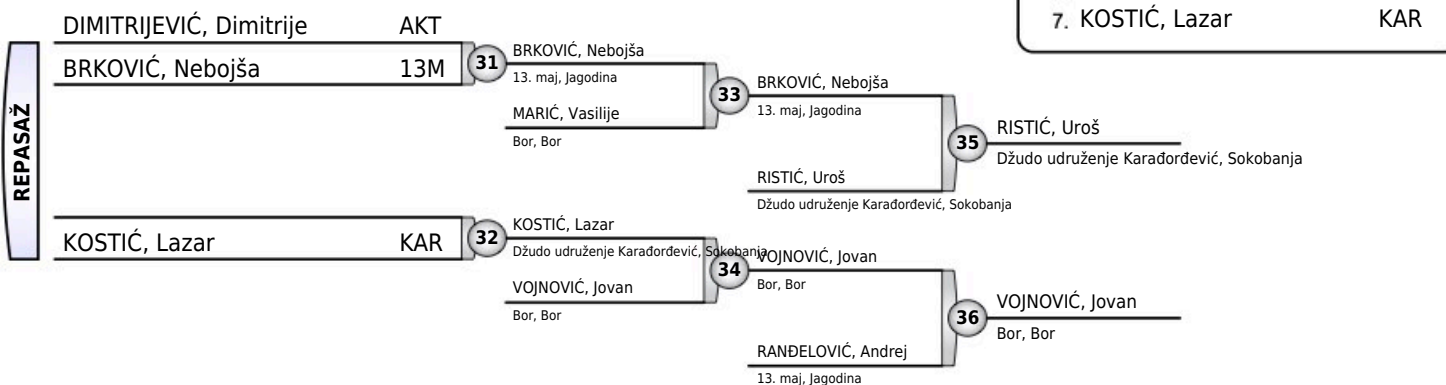 7. KOSTIĆ, Lazar KAR
REPASAŽ
DIMITRIJEVIĆ, Dimitrije AKT
BRKOVIĆ, Nebojša 13M
31
BRKOVIĆ, Nebojša
13. maj, Jagodina
MARIĆ, Vasilije
Bor, Bor
33
BRKOVIĆ, Nebojša
13. maj, Jagodina
RISTIĆ, Uroš
Džudo udruženje Karađorđević, Sokobanja
35
RISTIĆ, Uroš
Džudo udruženje Karađorđević, Sokobanja
KOSTIĆ, Lazar KAR
32
KOSTIĆ, Lazar
Džudo udruženje Karađorđević, Sokobanja
VOJNOVIĆ, Jovan
Bor, Bor
34
VOJNOVIĆ, Jovan
Bor, Bor
RANĐELOVIĆ, Andrej
13. maj, Jagodina
36
VOJNOVIĆ, Jovan
Bor, Bor